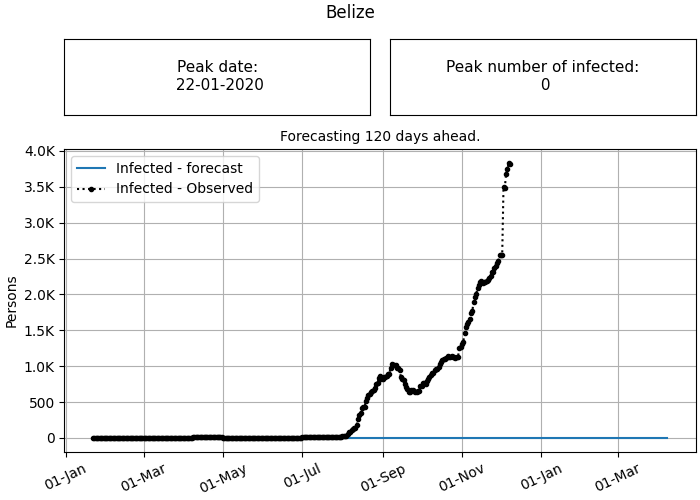 Belize
Peak date:
22-01-2020
Peak number of infected:
0
Forecasting 120 days ahead.
4.0K
3.5K
3.0K
2.5K
2.0K
1.5K
1.0K
500
0
Persons
Infected - forecast
Infected - Observed
01-Jan
01-Mar
01-May
01-Jul
01-Sep
01-Nov
01-Jan
01-Mar